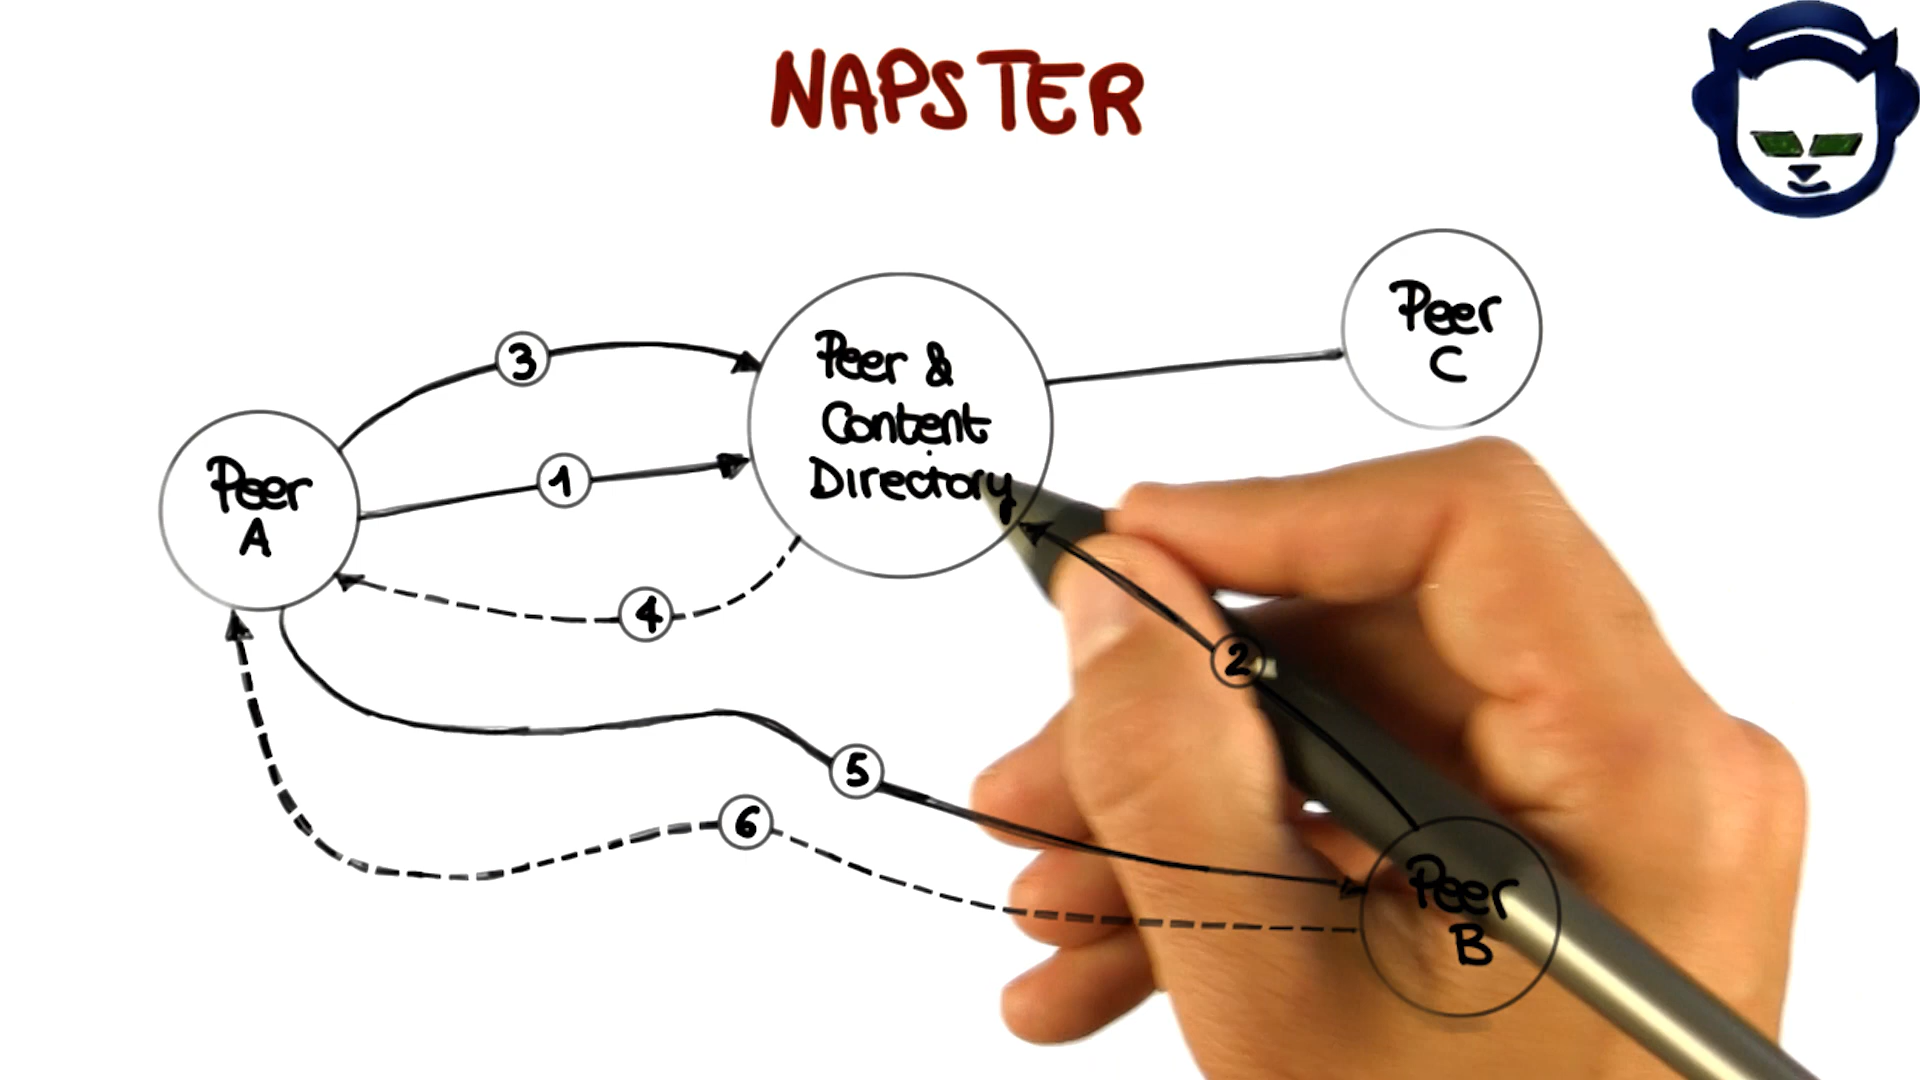 NAPSTER
Peer
C
3
Peer &
Content
Directory
1
Peer
A
4
2
5
6
Peer
B